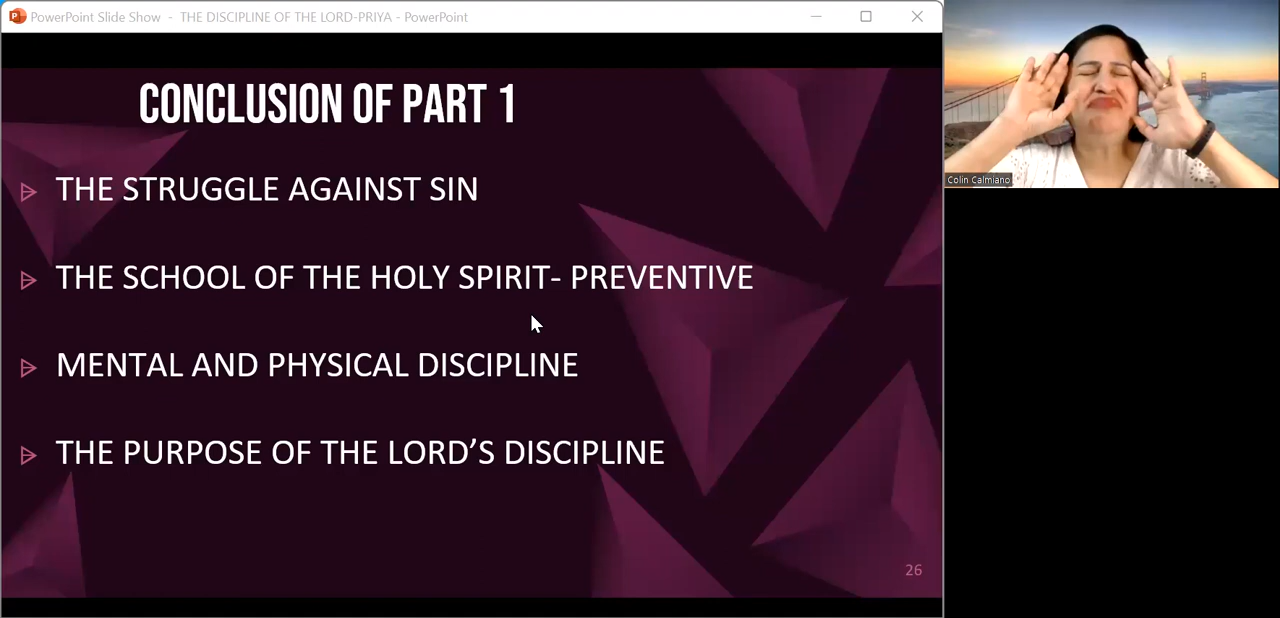 PowerPoint Slide Show - THE DISCIPLINE OF THE LORD-PRIYA - PowerPoint
CONCLUSION OF PART 1
THE STRUGGLE AGAINST SIN
THE SCHOOL OF THE HOLY SPIRIT- PREVENTIVE
MENTAL AND PHYSICAL DISCIPLINE
THE PURPOSE OF THE LORD’S DISCIPLINE
26
Colin Calmiano